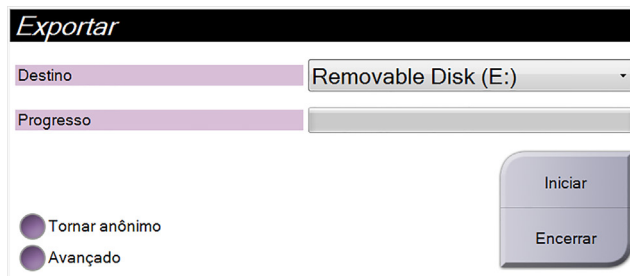 Exportar
Destino
Removable Disk (E:)
Progresso
Iniciar
Tornar anônimo
Encerrar
Avançado